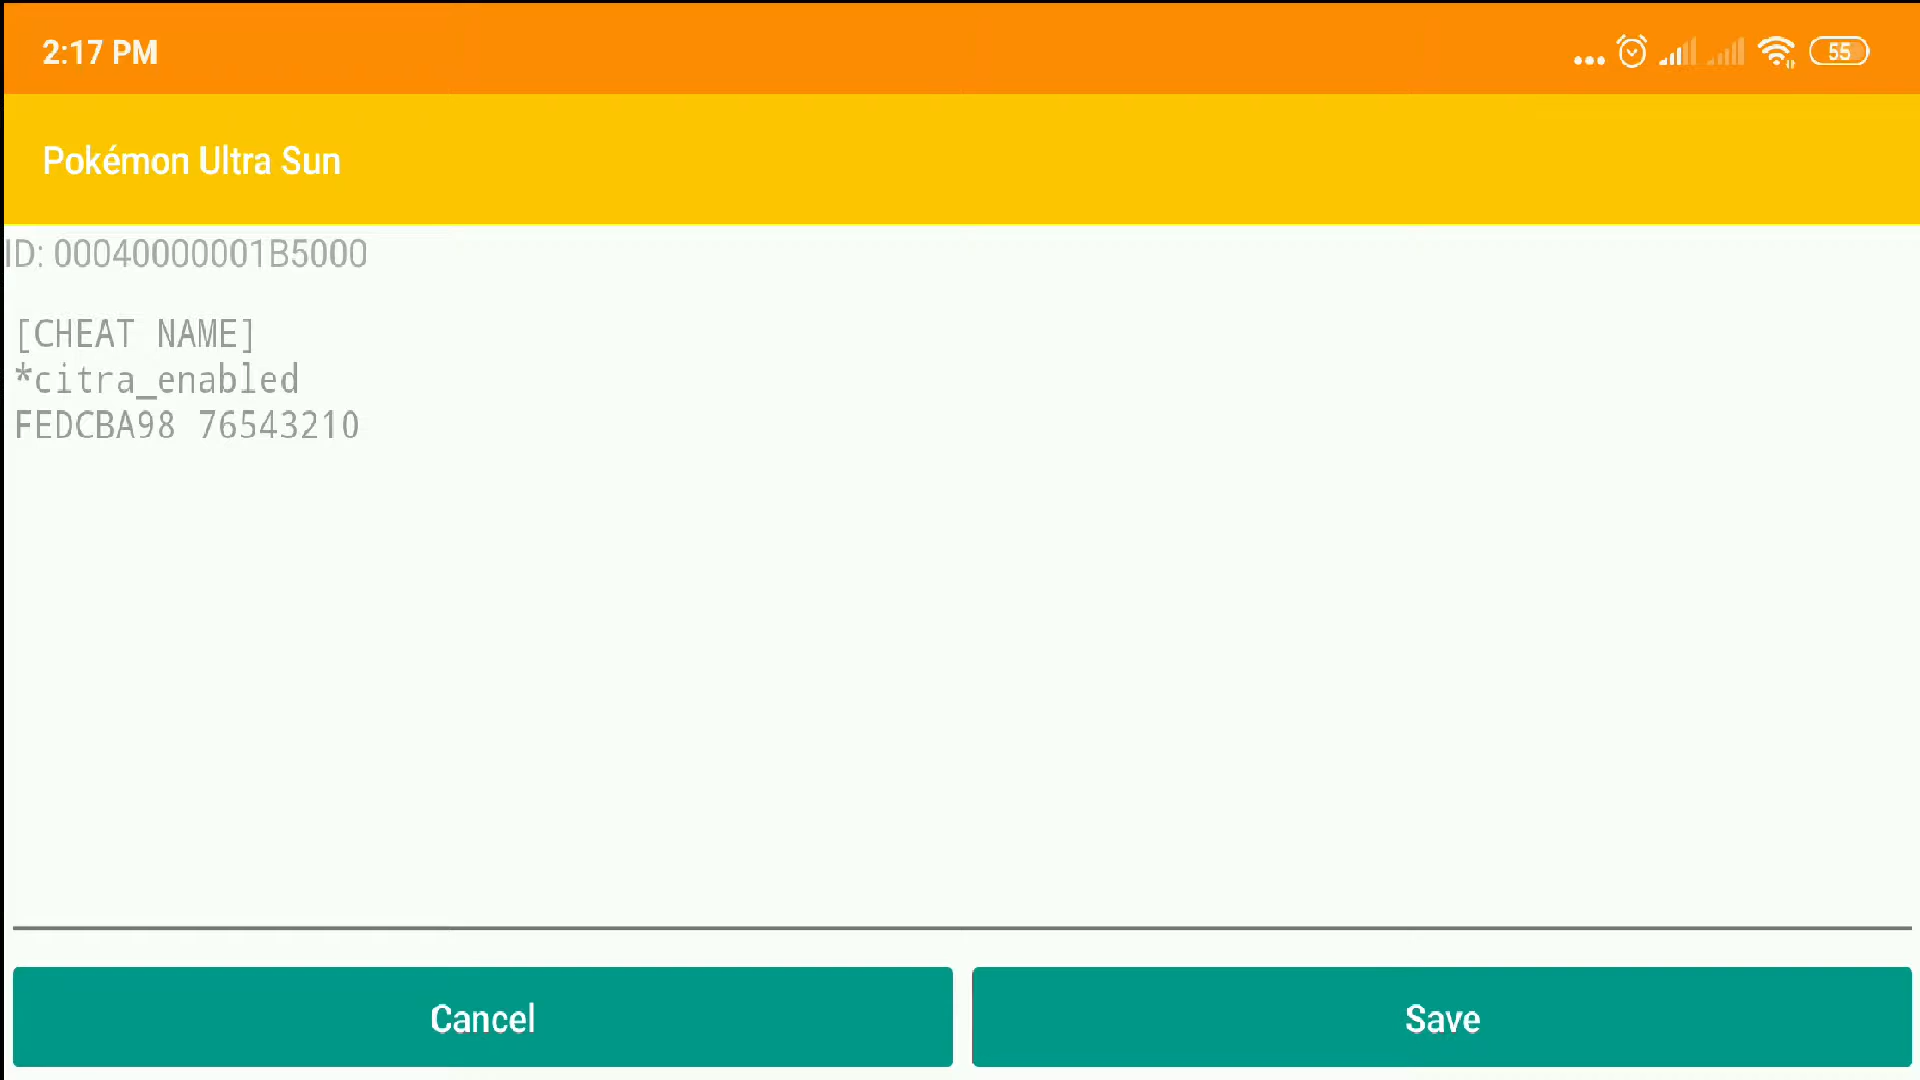 2:17 PM
55
Pokémon Ultra Sun
ID: 00040000001B5000
[CHEAT NAME]
*citra_enabled
FEDCBA98 76543210
Cancel
Save